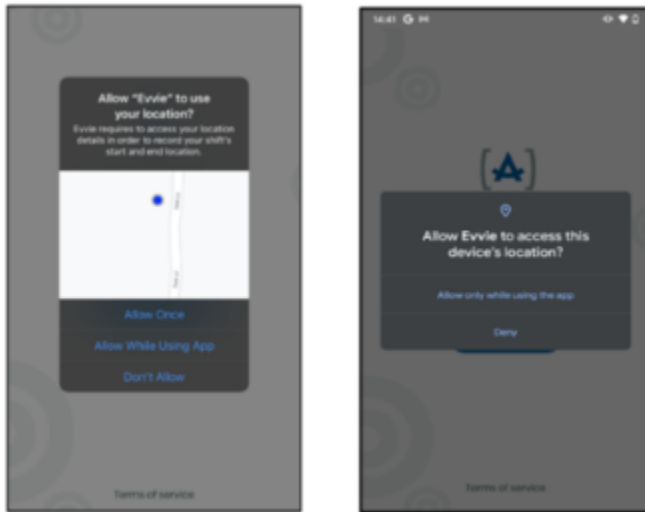 Allow "Evvie" to use
your location?
Evvie requires to access your location
details in order to record your shift's
start and end location.
Allow Once
Allow While Using App
Don't Allow
Terms of service
14:41 G M
(A)
Allow Evvie to access this
device's location?
Allow only while using the app
Deny
Terms of service